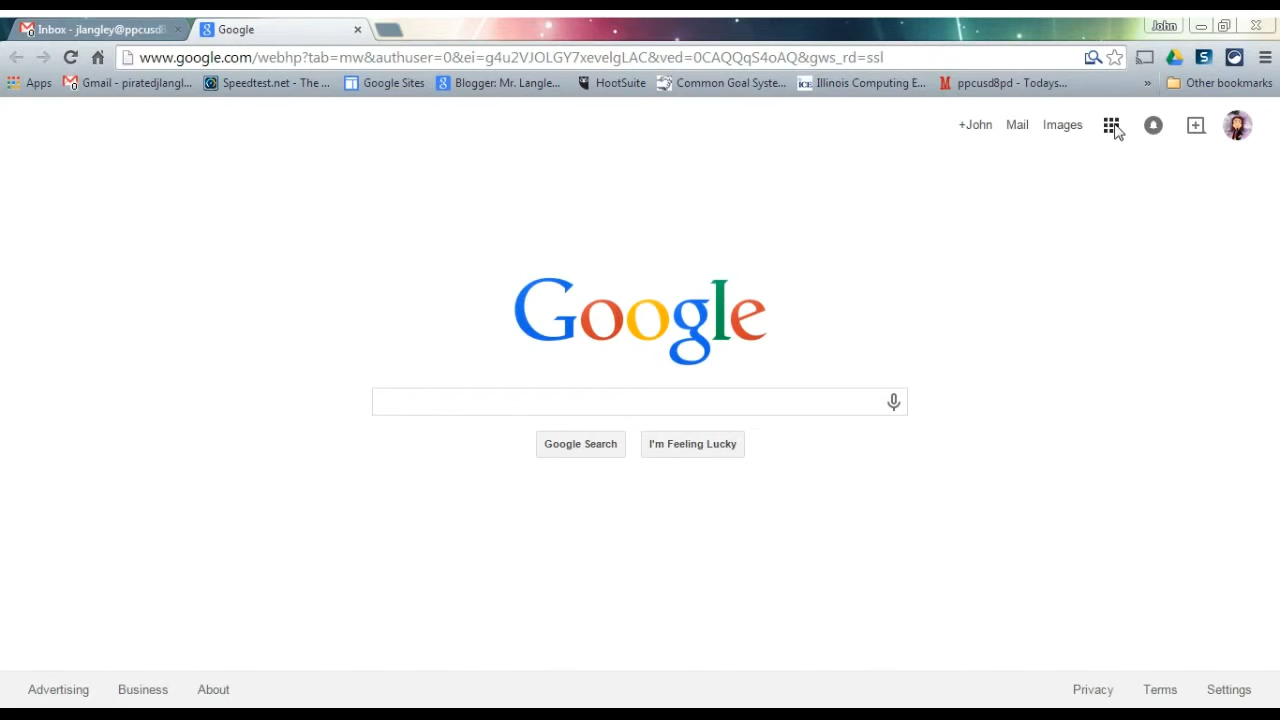 Inbox - jlangley@ppcusd8
Google
John
www.google.com/webhp?tab=mw&authuser=0&ei=g4u2VJOLGY7xevelgLAC&ved=0CAQQqS4oAQ&gws_rd=ssl
Apps
Gmail - piratedjlangl...
Speedtest.net - The ...
Google Sites
Blogger: Mr. Langle...
HootSuite
Common Goal Syste...
Illinois Computing E...
ppcusd8pd - Todays...
»
Other bookmarks
+John Mail Images
Google
Google Search
I'm Feeling Lucky
Advertising Business About
Privacy Terms Settings